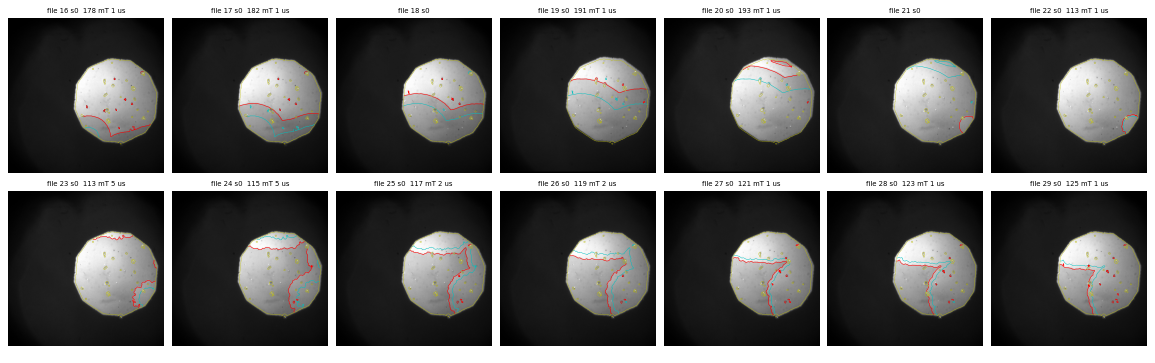 file 16 s0  178 mT 1 us
file 17 s0  182 mT 1 us
file 18 s0
file 19 s0  191 mT 1 us
file 20 s0  193 mT 1 us
file 21 s0
file 22 s0  113 mT 1 us
file 23 s0  113 mT 5 us
file 24 s0  115 mT 5 us
file 25 s0  117 mT 2 us
file 26 s0  119 mT 2 us
file 27 s0  121 mT 1 us
file 28 s0  123 mT 1 us
file 29 s0  125 mT 1 us